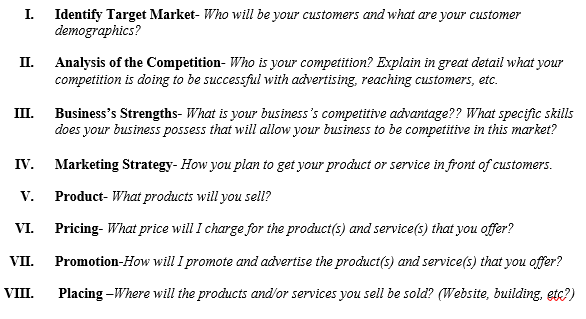 I. Identify Target Market- Who will be your customers and what are your customer
demographics?
II. Analysis of the Competition- Who is your competition? Explain in great detail what your
competition is doing to be successful with advertising, reaching customers, etc.
III. Business's Strengths- What is your business's competitive advantage?? What specific skills
does your business possess that will allow your business to be competitive in this market?
IV. Marketing Strategy- How you plan to get your product or service in front of customers.
V. Product- What products will you sell?
VI. Pricing- What price will I charge for the product(s) and service(s) that you offer?
VII. Promotion-How will I promote and advertise the product(s) and service(s) that you offer?
VIII. Placing –Where will the products and/or services you sell be sold? (Website, building, etc?)